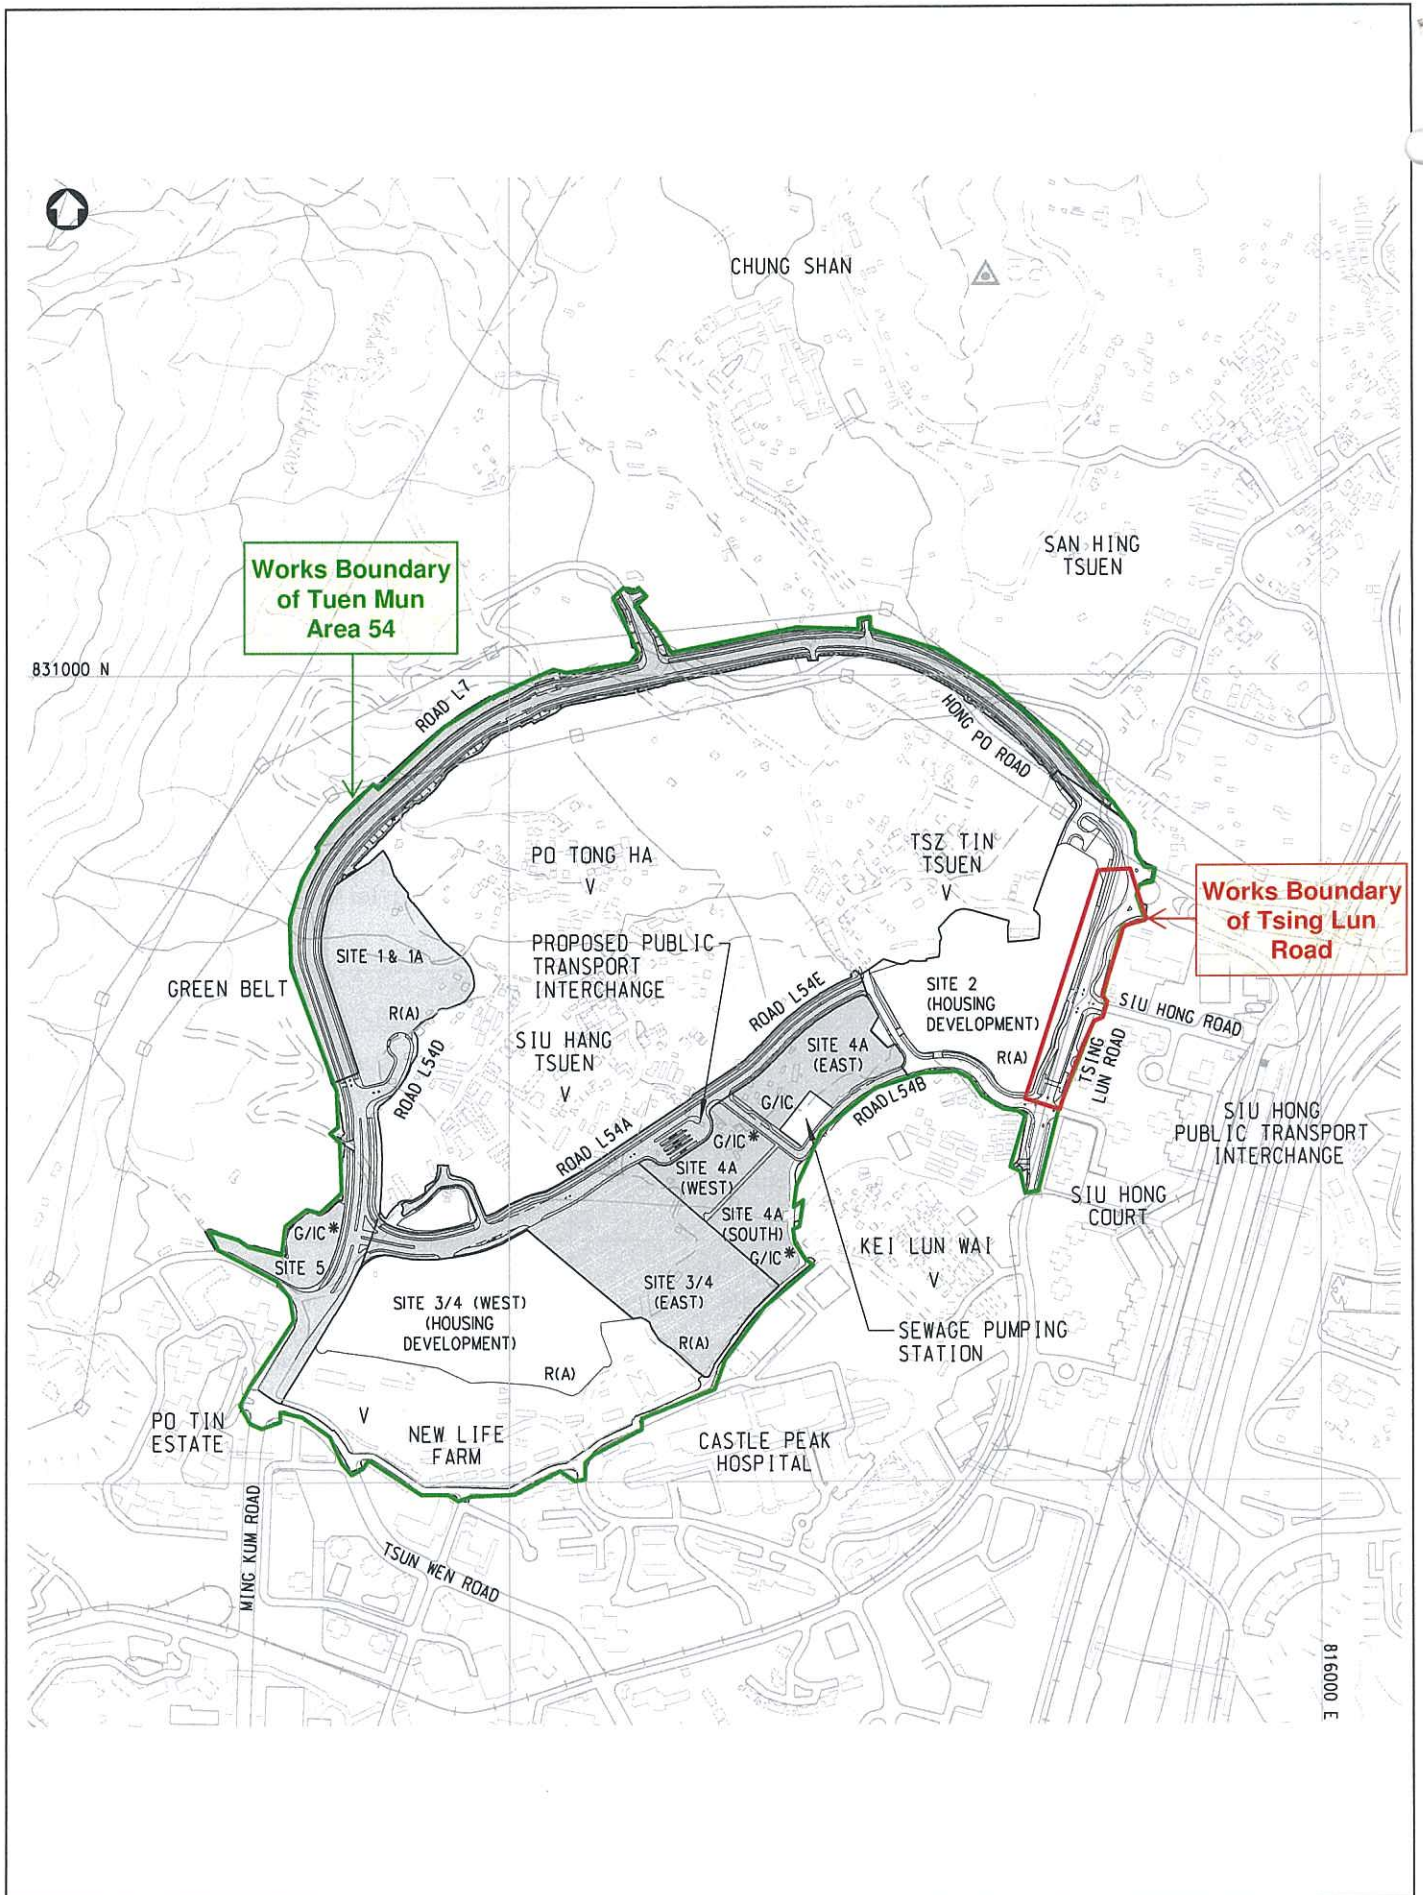 CHUNG SHAN
SAN HING
TSUEN
Works Boundary
of Tuen Mun
Area 54
831000 N
ROAD L7
HONG PO ROAD
PO TONG HA
V
TSZ TIN
TSUEN
V
Works Boundary
of Tsing Lun
Road
SITE 1 & 1A
R(A)
GREEN BELT
PROPOSED PUBLIC
TRANSPORT
INTERCHANGE
ROAD L54E
SITE 2
(HOUSING
DEVELOPMENT)
R(A)
SIU HONG ROAD
TSING
LUN ROAD
SIU HANG
TSUEN
V
ROAD L54D
SITE 4A
(EAST)
G/IC
ROAD L54B
ROAD L54A
G/IC*
SITE 4A
(WEST)
SIU HONG
PUBLIC TRANSPORT
INTERCHANGE
SIU HONG
COURT
SITE 4A
(SOUTH)
G/IC*
G/IC*
SITE 5
KEI LUN WAI
V
SITE 3/4
(EAST)
R(A)
SITE 3/4 (WEST)
(HOUSING
DEVELOPMENT)
R(A)
SEWAGE PUMPING
STATION
PO TIN
ESTATE
V
NEW LIFE
FARM
CASTLE PEAK
HOSPITAL
MING KUM ROAD
TSUN WEN ROAD
816000 E